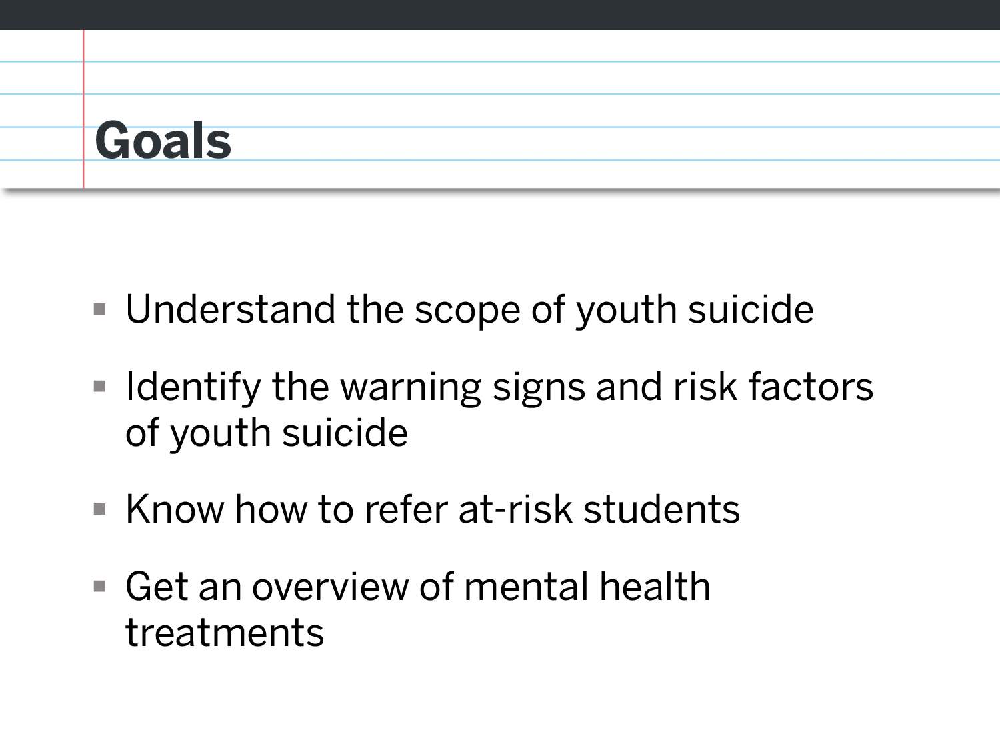 Goals
▪ Understand the scope of youth suicide
▪ Identify the warning signs and risk factors
of youth suicide
▪ Know how to refer at-risk students
▪ Get an overview of mental health
treatments